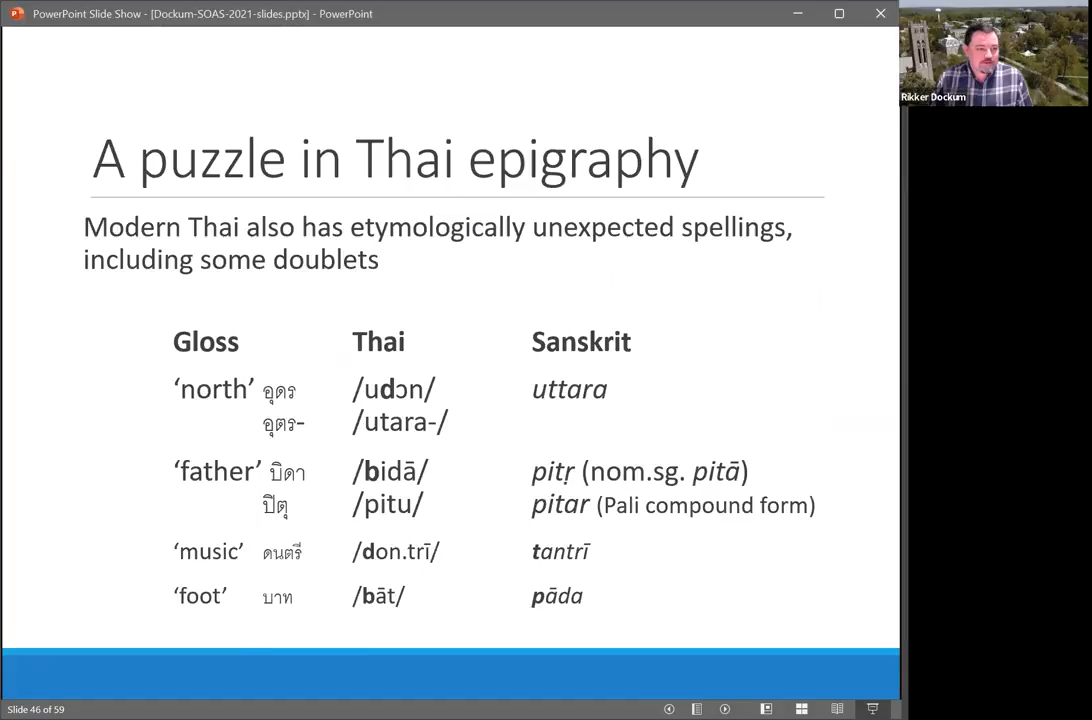 PowerPoint Slide Show - [Dockum-SOAS-2021-slides.pptx] - PowerPoint
Rikker Dockum
A puzzle in Thai epigraphy
Modern Thai also has etymologically unexpected spellings,
including some doublets
Gloss Thai Sanskrit
‘north’ อุดร /udɔn/ uttara
อุตร- /utara-/
‘father’ บิดา /bidā/ pitṛ (nom.sg. pitā)
ปิตุ /pitu/ pitar (Pali compound form)
‘music’ ดนตรี /don.trī/ tantrī
‘foot’ บาท /bāt/ pāda
Slide 46 of 59